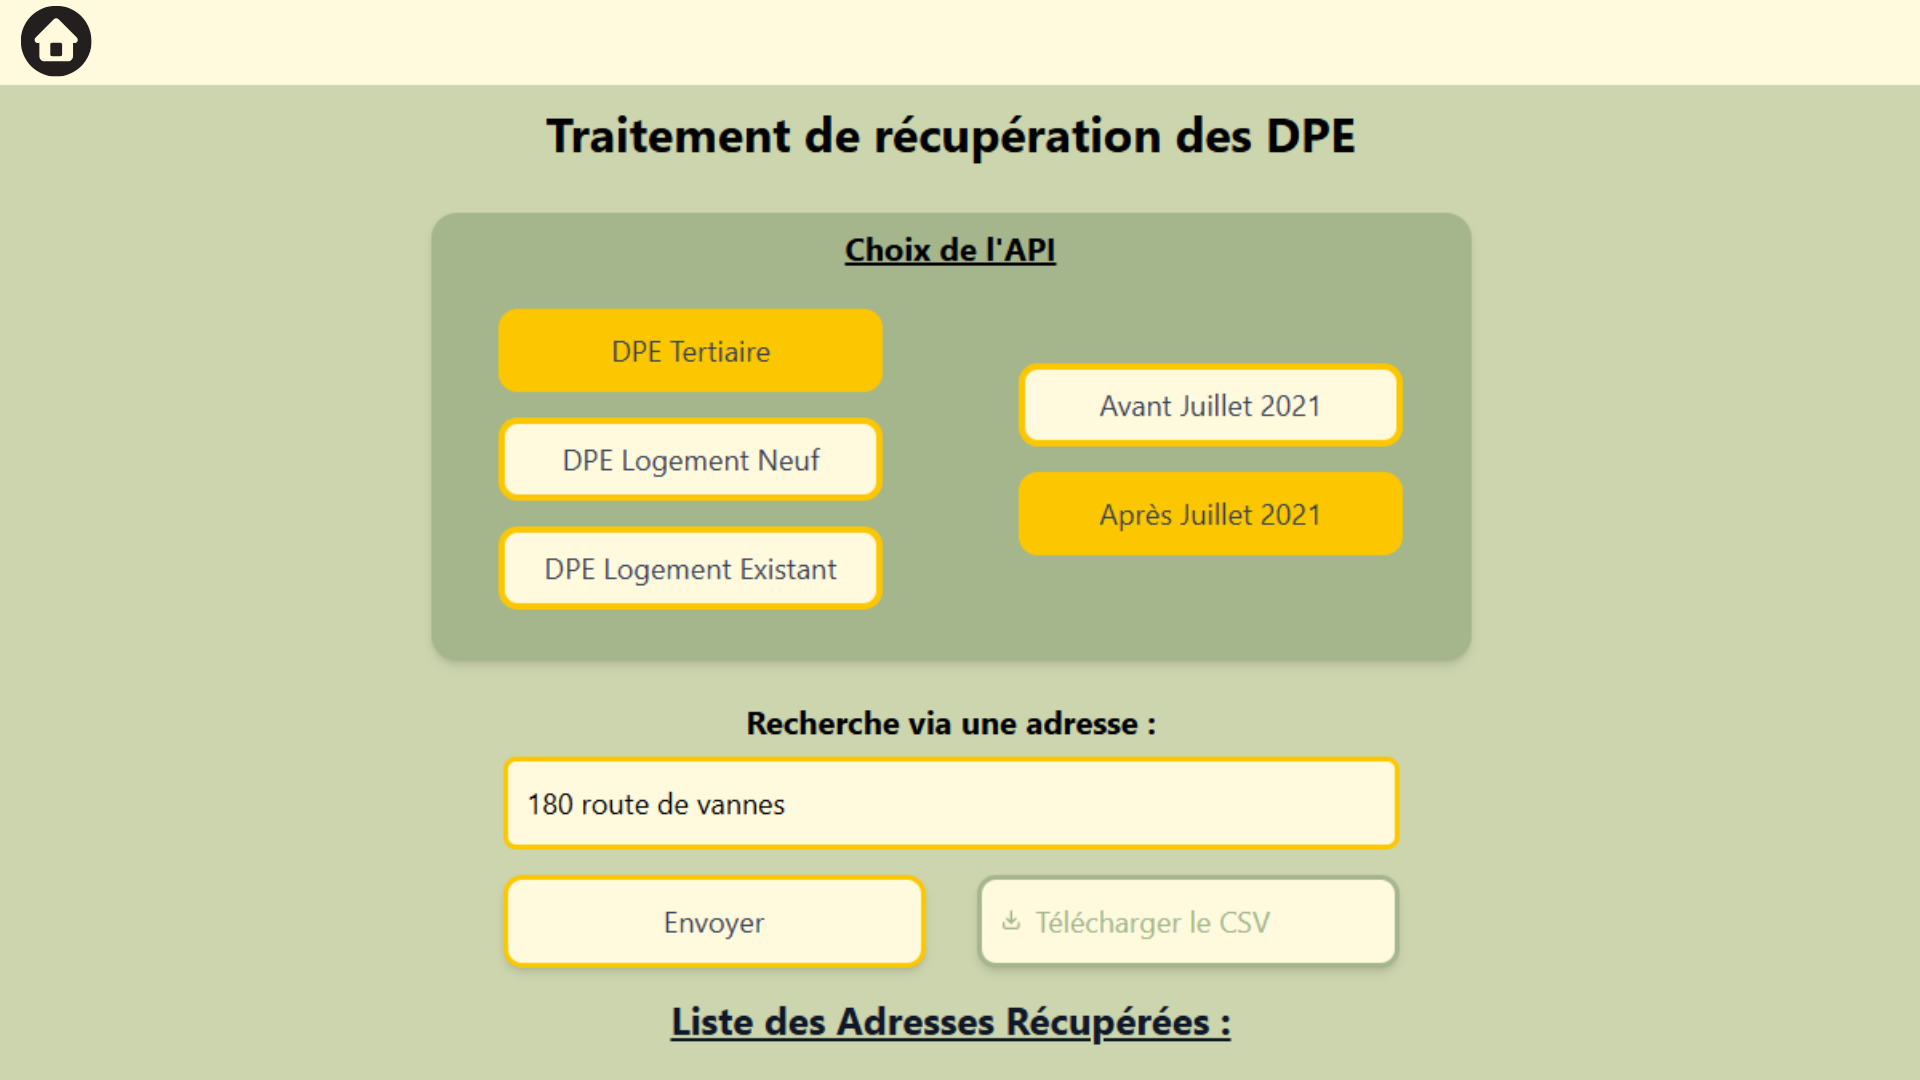 Traitement de récupération des DPE
Choix de l'API
DPE Tertiaire
DPE Logement Neuf
DPE Logement Existant
Avant Juillet 2021
Après Juillet 2021
Recherche via une adresse :
180 route de vannes
Envoyer
Télécharger le CSV
Liste des Adresses Récupérées :